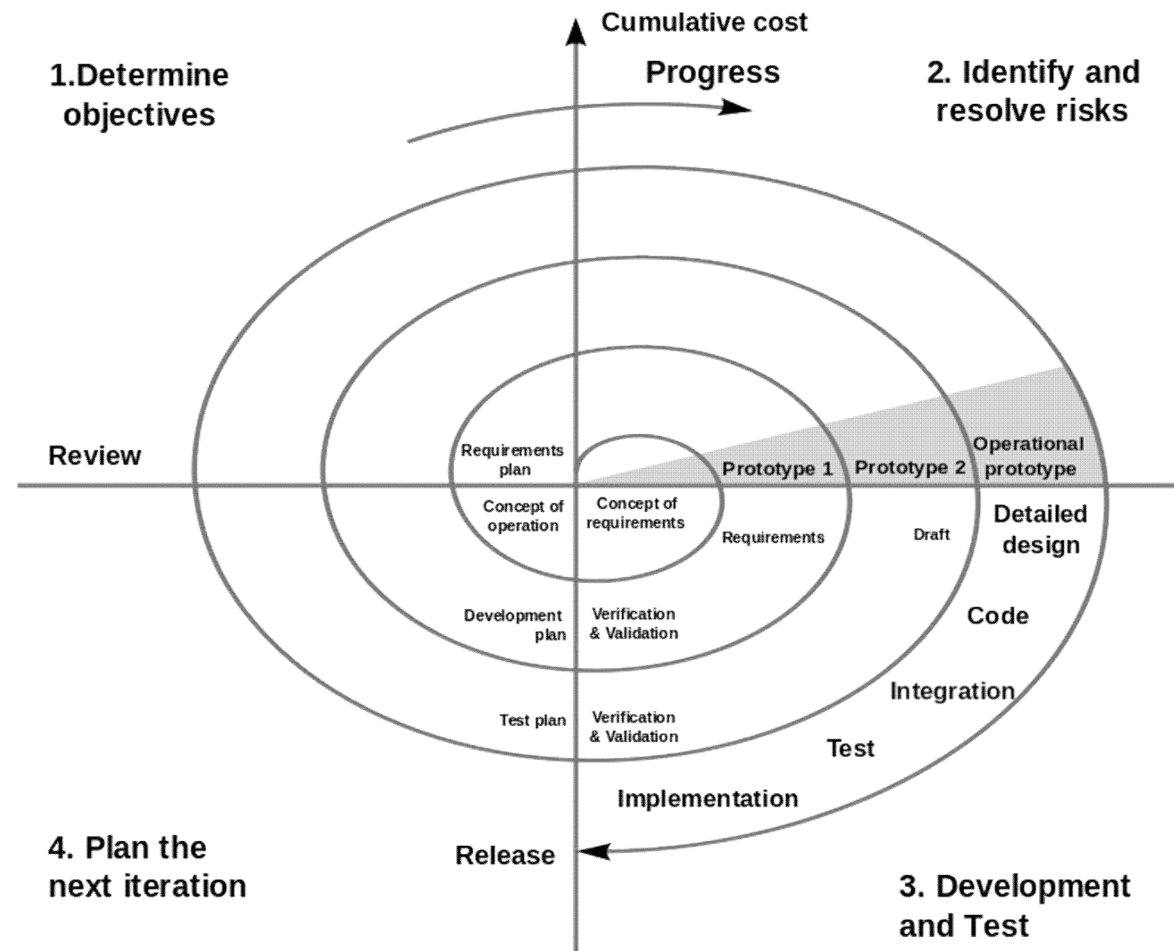 Cumulative cost
Progress
1.Determine
objectives
2. Identify and
resolve risks
Review
Requirements
plan
Prototype 1
Prototype 2
Operational
prototype
Concept of
operation
Concept of
requirements
Requirements
Draft
Detailed
design
Development
plan
Verification
& Validation
Code
Integration
Test plan
Verification
& Validation
Test
Implementation
Release
4. Plan the
next iteration
3. Development
and Test